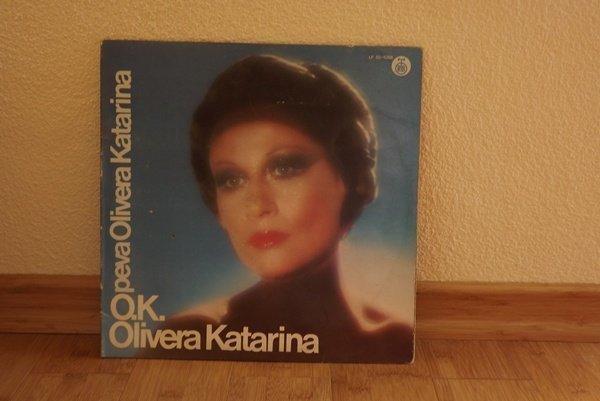 peva Olivera Katarina
O.K.
Olivera Katarina